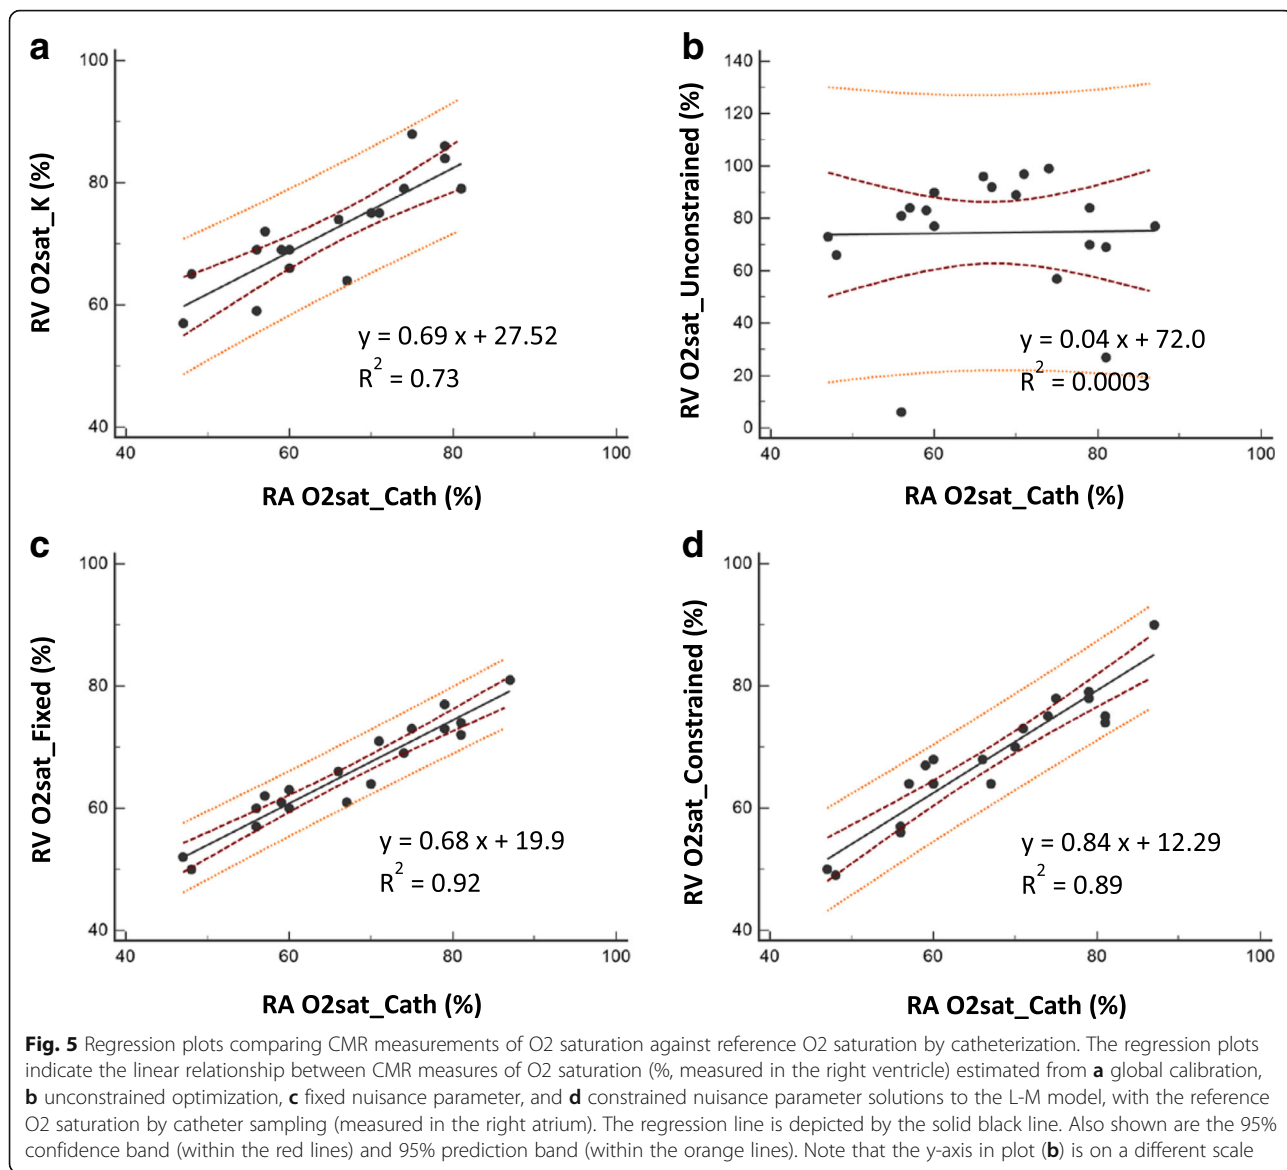 a
100
80
60
40
40
60
80
100
RV O2sat_K (%)
y = 0.69 x + 27.52
R² = 0.73
RA O2sat_Cath (%)
b
140
120
100
80
60
40
20
0
40
60
80
100
RV O2sat_Unconstrained (%)
y = 0.04 x + 72.0
R² = 0.0003
RA O2sat_Cath (%)
c
100
80
60
40
40
60
80
100
RV O2sat_Fixed (%)
y = 0.68 x + 19.9
R² = 0.92
RA O2sat_Cath (%)
d
100
80
60
40
40
60
80
100
RV O2sat_Constrained (%)
y = 0.84 x + 12.29
R² = 0.89
RA O2sat_Cath (%)
Fig. 5 Regression plots comparing CMR measurements of O2 saturation against reference O2 saturation by catheterization. The regression plots
indicate the linear relationship between CMR measures of O2 saturation (%, measured in the right ventricle) estimated from a global calibration,
b unconstrained optimization, c fixed nuisance parameter, and d constrained nuisance parameter solutions to the L-M model, with the reference
O2 saturation by catheter sampling (measured in the right atrium). The regression line is depicted by the solid black line. Also shown are the 95%
confidence band (within the red lines) and 95% prediction band (within the orange lines). Note that the y-axis in plot (b) is on a different scale